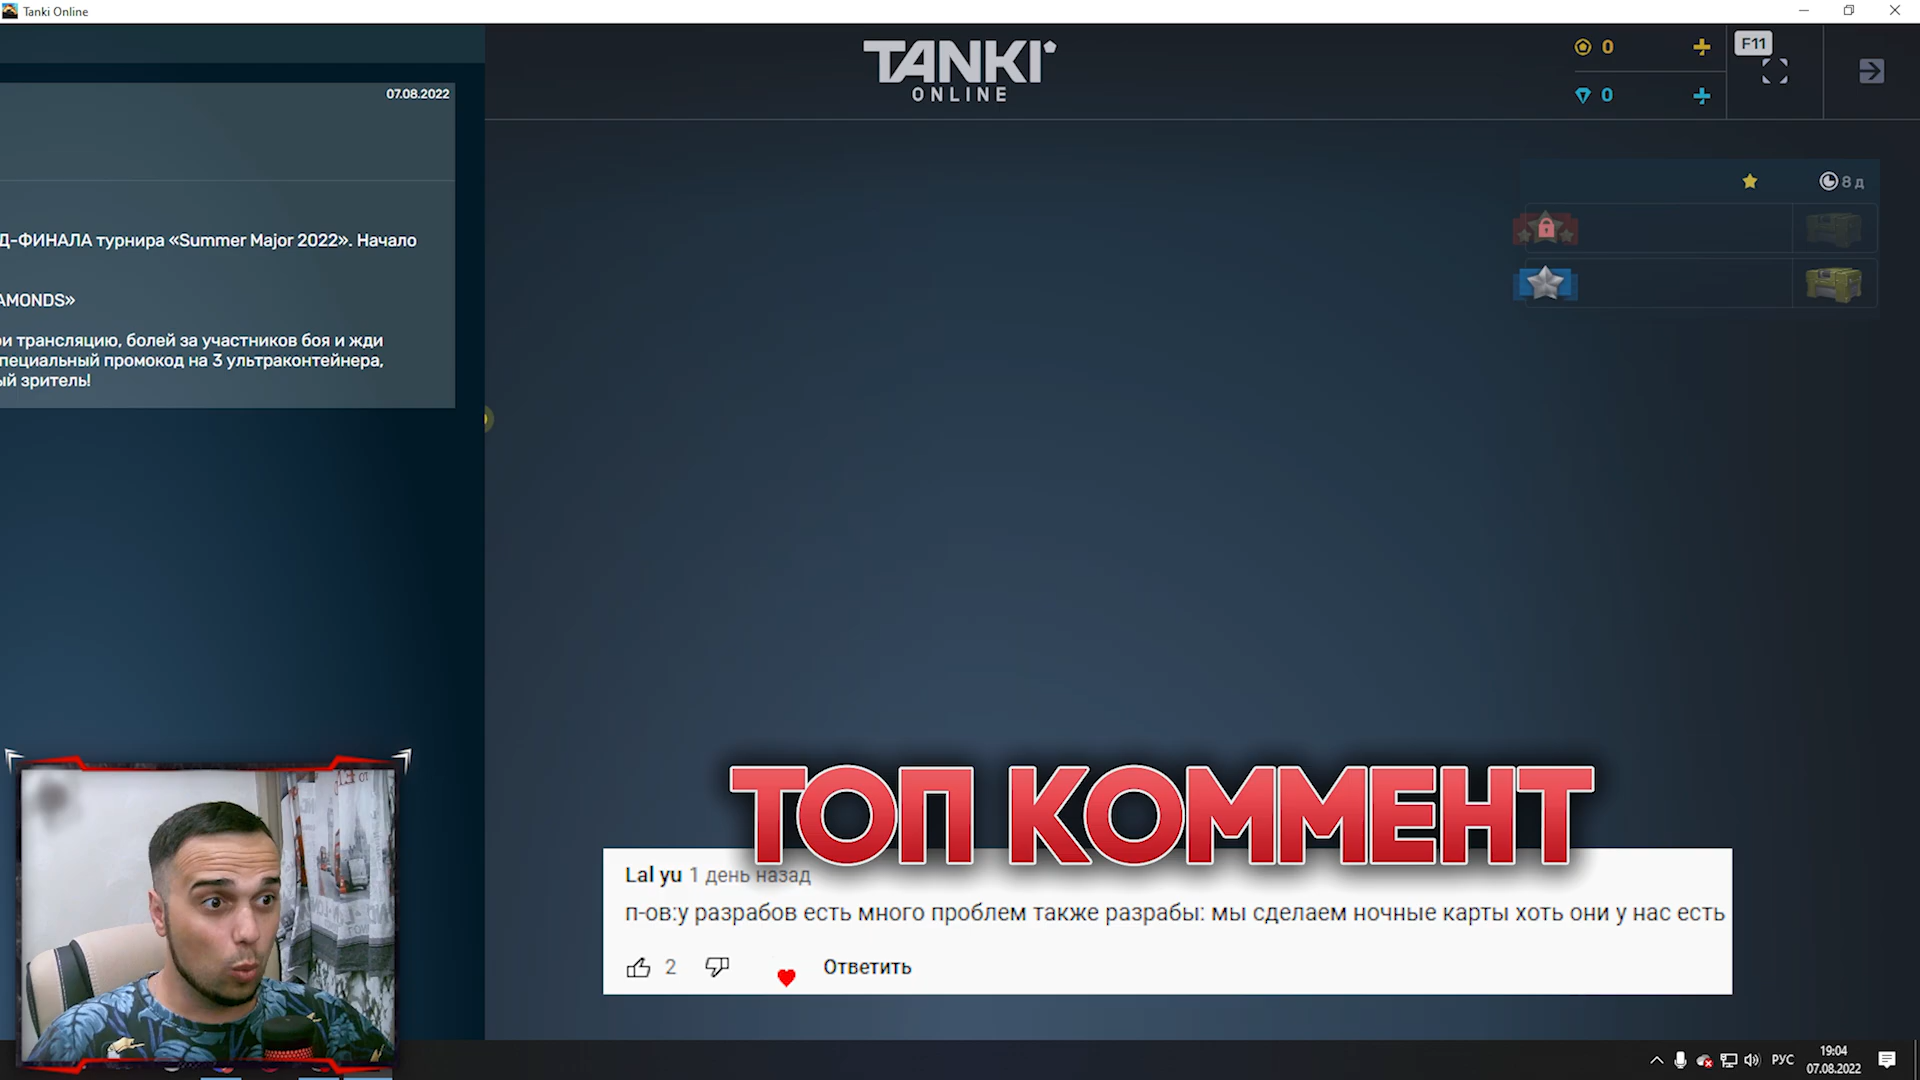 Tanki Online
07.08.2022
Д-ФИНАЛА турнира «Summer Major 2022». Начало
AMONDS»
ри трансляцию, болей за участников боя и жди
пециальный промокод на 3 ультраконтейнера,
ый зритель!
TANKI
ONLINE
0
F11
0
8 д
ТОП КОММЕНТ
Lal yu 1 день назад
п-ов:у разрабов есть много проблем также разрабы: мы сделаем ночные карты хоть они у нас есть
2
Ответить
РУС
19:04
07.08.2022